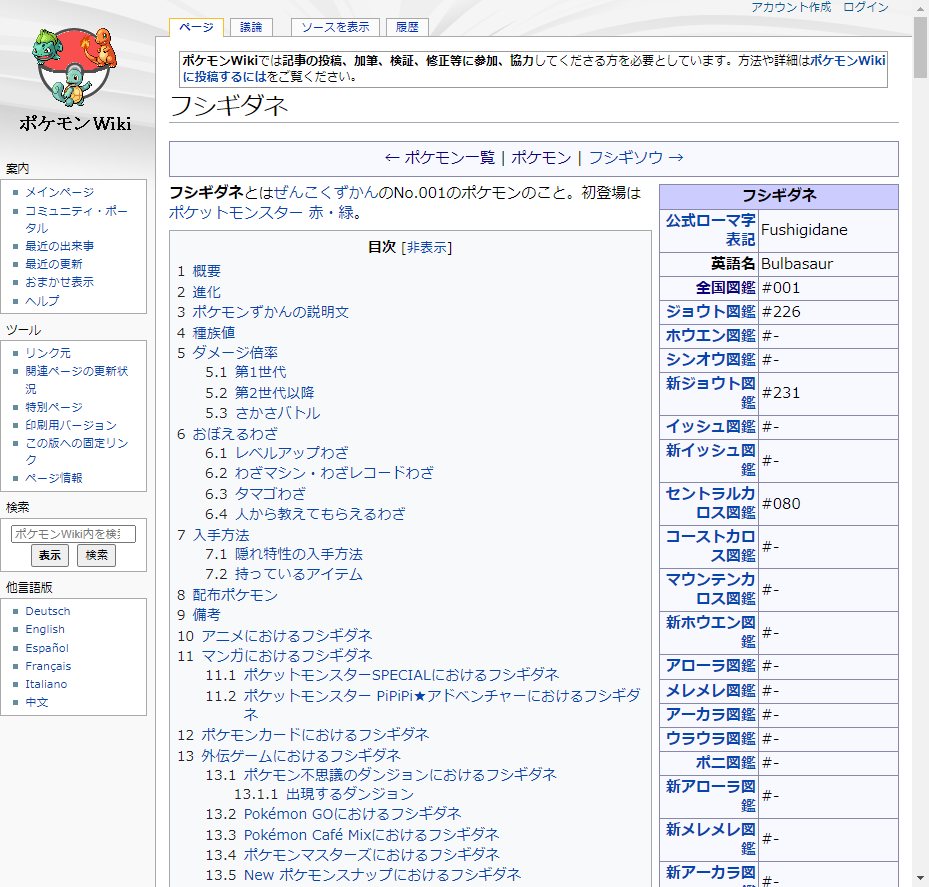 アカウント作成 ログイン
ページ 議論 ソースを表示 履歴
ポケモンWiki
案内
メインページ
コミュニティ・ポー
タル
最近の出来事
最近の更新
おまかせ表示
ヘルプ
ツール
リンク元
関連ページの更新状
況
特別ページ
印刷用バージョン
この版への固定リン
ク
ページ情報
検索
ポケモンWiki内を検
表示 検索
他言語版
Deutsch
English
Español
Français
Italiano
中文
ポケモンWikiでは記事の投稿、加筆、検証、修正等に参加、協力してくださる方を必要としています。方法や詳細はポケモンWiki
に投稿するにはをご覧ください。
フシギダネ
← ポケモン一覧 | ポケモン | フシギソウ →
フシギダネとはぜんこくずかんのNo.001のポケモンのこと。初登場は
ポケットモンスター 赤・緑。
目次 [非表示]
1 概要
2 進化
3 ポケモンずかんの説明文
4 種族値
5 ダメージ倍率
5.1 第1世代
5.2 第2世代以降
5.3 さかさバトル
6 おぼえるわざ
6.1 レベルアップわざ
6.2 わざマシン・わざレコードわざ
6.3 タマゴわざ
6.4 人から教えてもらえるわざ
7 入手方法
7.1 隠れ特性の入手方法
7.2 持っているアイテム
8 配布ポケモン
9 備考
10 アニメにおけるフシギダネ
11 マンガにおけるフシギダネ
11.1 ポケットモンスターSPECIALにおけるフシギダネ
11.2 ポケットモンスター PiPiPi★アドベンチャーにおけるフシギダ
ネ
12 ポケモンカードにおけるフシギダネ
13 外伝ゲームにおけるフシギダネ
13.1 ポケモン不思議のダンジョンにおけるフシギダネ
13.1.1 出現するダンジョン
13.2 Pokémon GOにおけるフシギダネ
13.3 Pokémon Café Mixにおけるフシギダネ
13.4 ポケモンマスターズにおけるフシギダネ
13.5 New ポケモンスナップにおけるフシギダネ
フシギダネ
公式ローマ字
表記 Fushigidane
英語名 Bulbasaur
全国図鑑 #001
ジョウト図鑑 #226
ホウエン図鑑 #-
シンオウ図鑑 #-
新ジョウト図
鑑 #231
イッシュ図鑑 #-
新イッシュ図
鑑 #-
セントラルカ
ロス図鑑 #080
コーストカロ
ス図鑑 #-
マウンテンカ
ロス図鑑 #-
新ホウエン図
鑑 #-
アローラ図鑑 #-
メレメレ図鑑 #-
アーカラ図鑑 #-
ウラウラ図鑑 #-
ポニ図鑑 #-
新アローラ図
鑑 #-
新メレメレ図
鑑 #-
新アーカラ図
鑑 #-